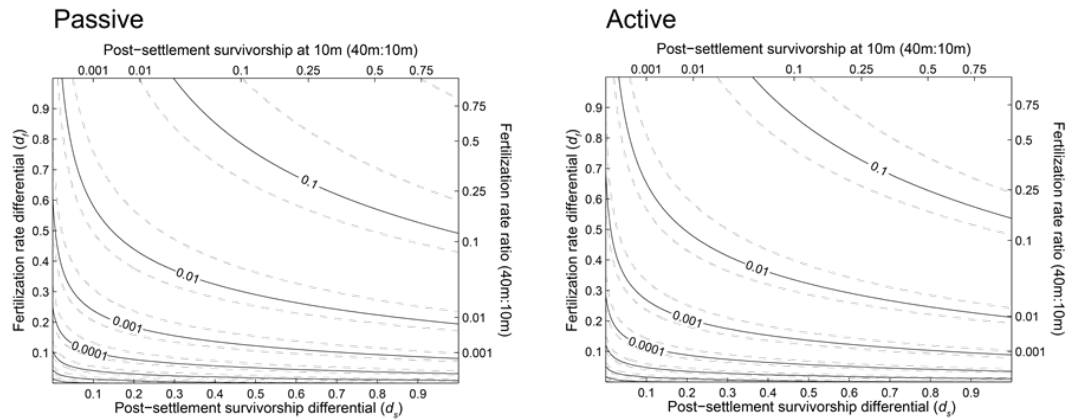 Passive
Post-settlement survivorship at 10m (40m:10m)
0.001 0.01 0.1 0.25 0.5 0.75
Fertilization rate differential (df)
0.9
0.8
0.7
0.6
0.5
0.4
0.3
0.2
0.1
0.1
0.01
0.001
0.0001
0.75
0.5
0.25
0.1
0.01
0.001
Fertilization rate ratio (40m:10m)
0.1 0.2 0.3 0.4 0.5 0.6 0.7 0.8 0.9
Post-settlement survivorship differential (ds)
Active
Post-settlement survivorship at 10m (40m:10m)
0.001 0.01 0.1 0.25 0.5 0.75
Fertilization rate differential (df)
0.9
0.8
0.7
0.6
0.5
0.4
0.3
0.2
0.1
0.1
0.01
0.001
0.0001
0.75
0.5
0.25
0.1
0.01
0.001
Fertilization rate ratio (40m:10m)
0.1 0.2 0.3 0.4 0.5 0.6 0.7 0.8 0.9
Post-settlement survivorship differential (ds)